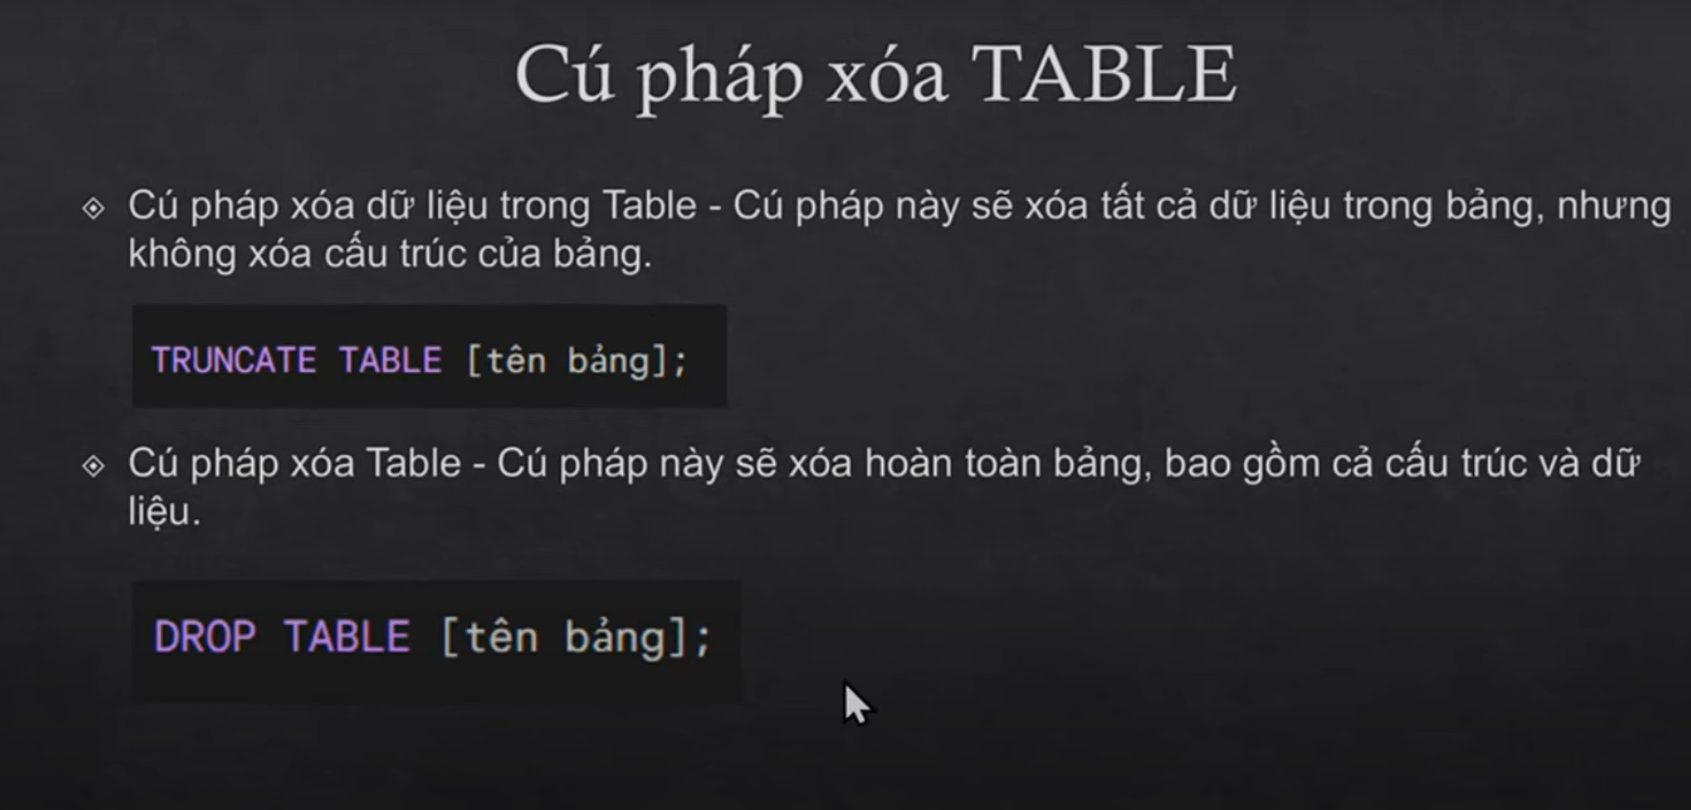 Cú pháp xóa TABLE
Cú pháp xóa dữ liệu trong Table - Cú pháp này sẽ xóa tất cả dữ liệu trong bảng, nhưng
không xóa cấu trúc của bảng.
TRUNCATE TABLE [tên bảng];
Cú pháp xóa Table - Cú pháp này sẽ xóa hoàn toàn bảng, bao gồm cả cấu trúc và dữ
liệu.
DROP TABLE [tên bảng];